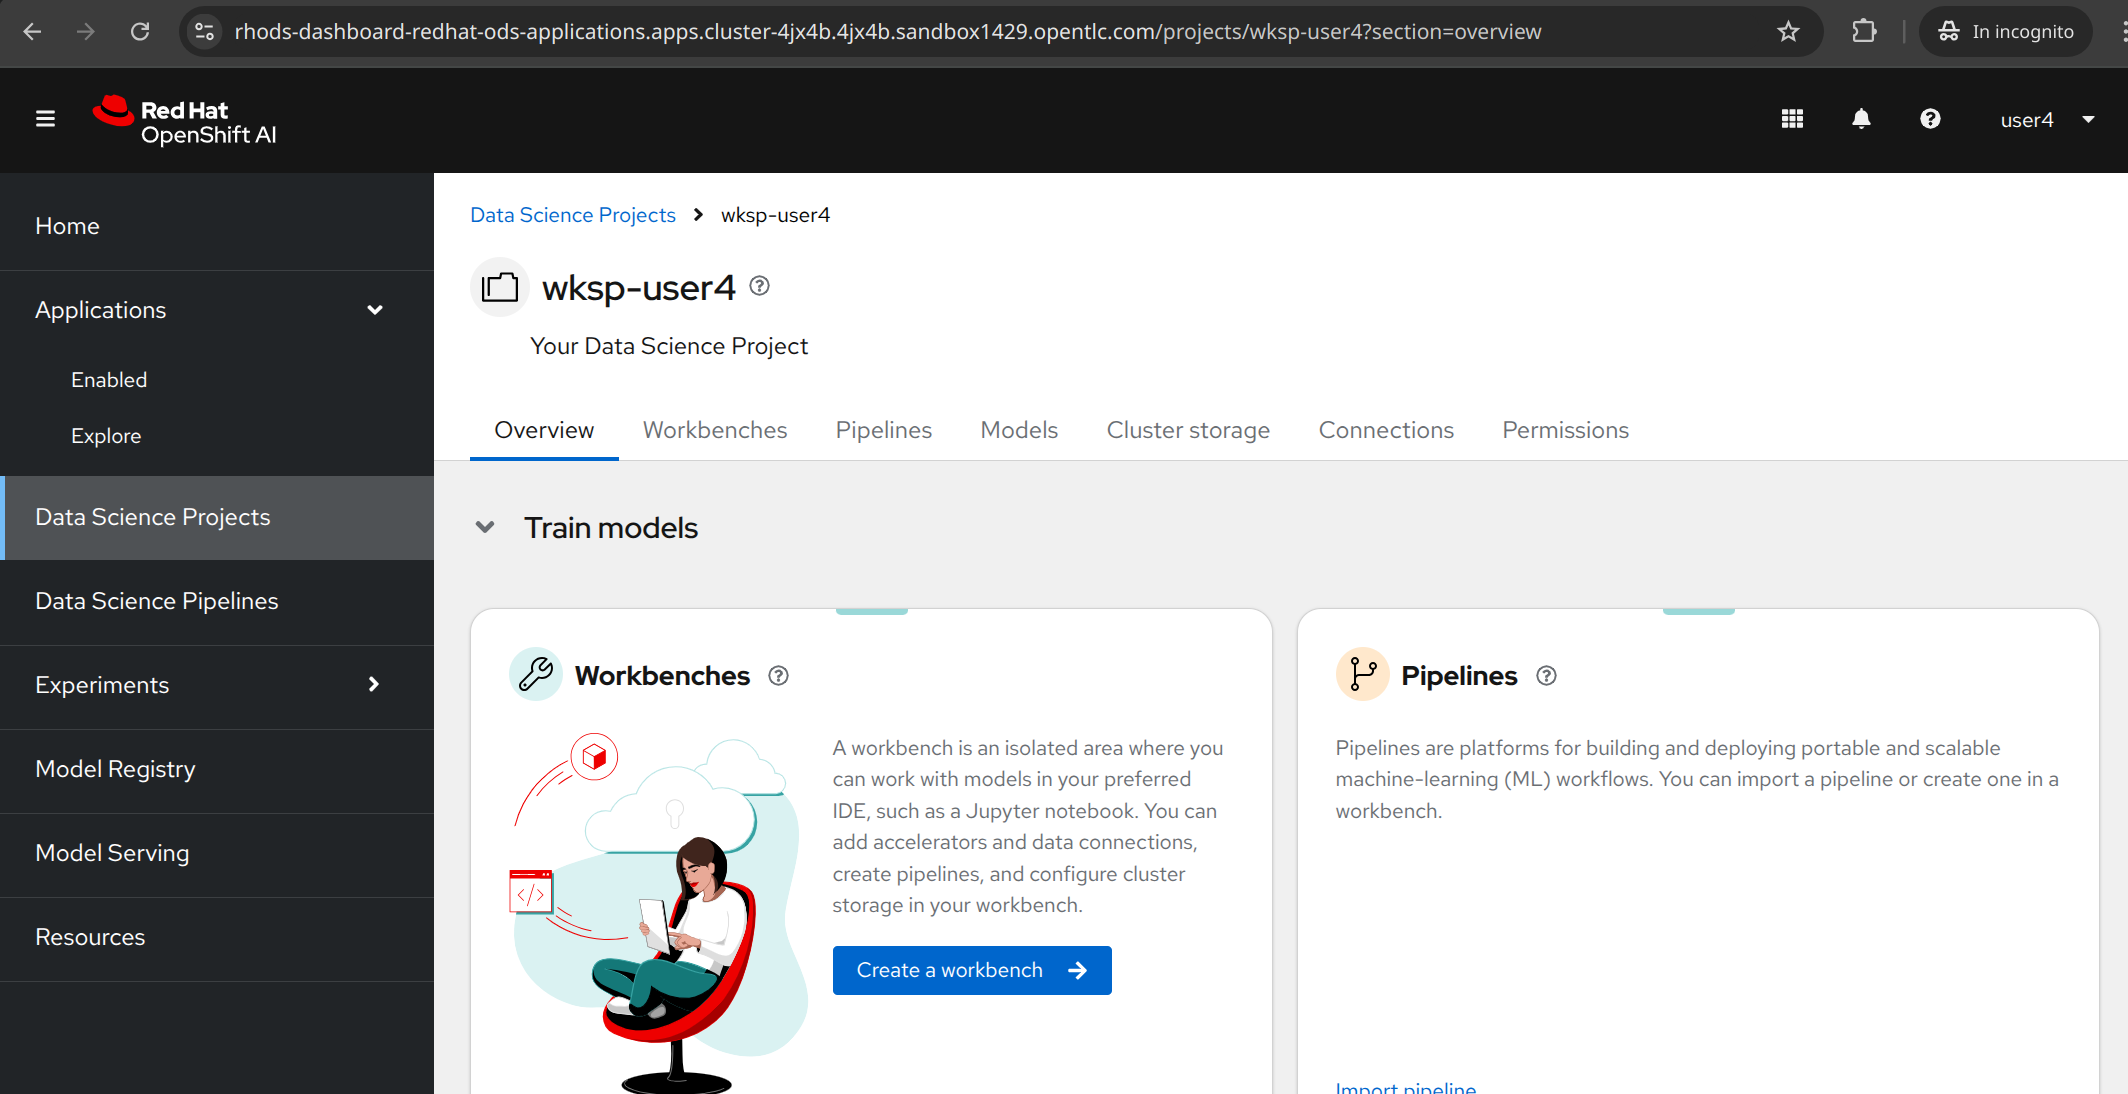 rhods-dashboard-redhat-ods-applications.apps.cluster-4jx4b.4jx4b.sandbox1429.opentlc.com/projects/wksp-user4?section=overview
In incognito
Red Hat
OpenShift AI
user4
Home
Applications
Enabled
Explore
Data Science Projects
Data Science Pipelines
Experiments
Model Registry
Model Serving
Resources
Data Science Projects > wksp-user4
wksp-user4
Your Data Science Project
Overview Workbenches Pipelines Models Cluster storage Connections Permissions
Train models
Workbenches
A workbench is an isolated area where you
can work with models in your preferred
IDE, such as a Jupyter notebook. You can
add accelerators and data connections,
create pipelines, and configure cluster
storage in your workbench.
Create a workbench
Pipelines
Pipelines are platforms for building and deploying portable and scalable
machine-learning (ML) workflows. You can import a pipeline or create one in a
workbench.
Import pipeline